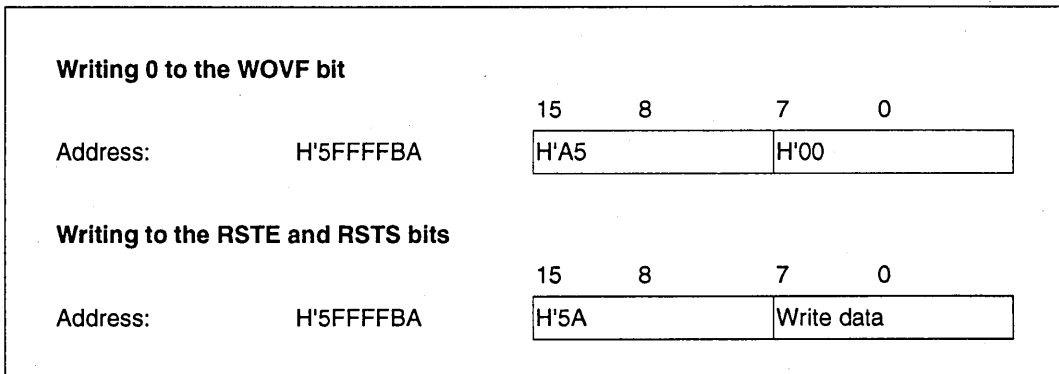 Writing 0 to the WOVF bit
15 8 7 0
Address: H'5FFFFBA H'A5 H'00
Writing to the RSTE and RSTS bits
15 8 7 0
Address: H'5FFFFBA H'5A Write data